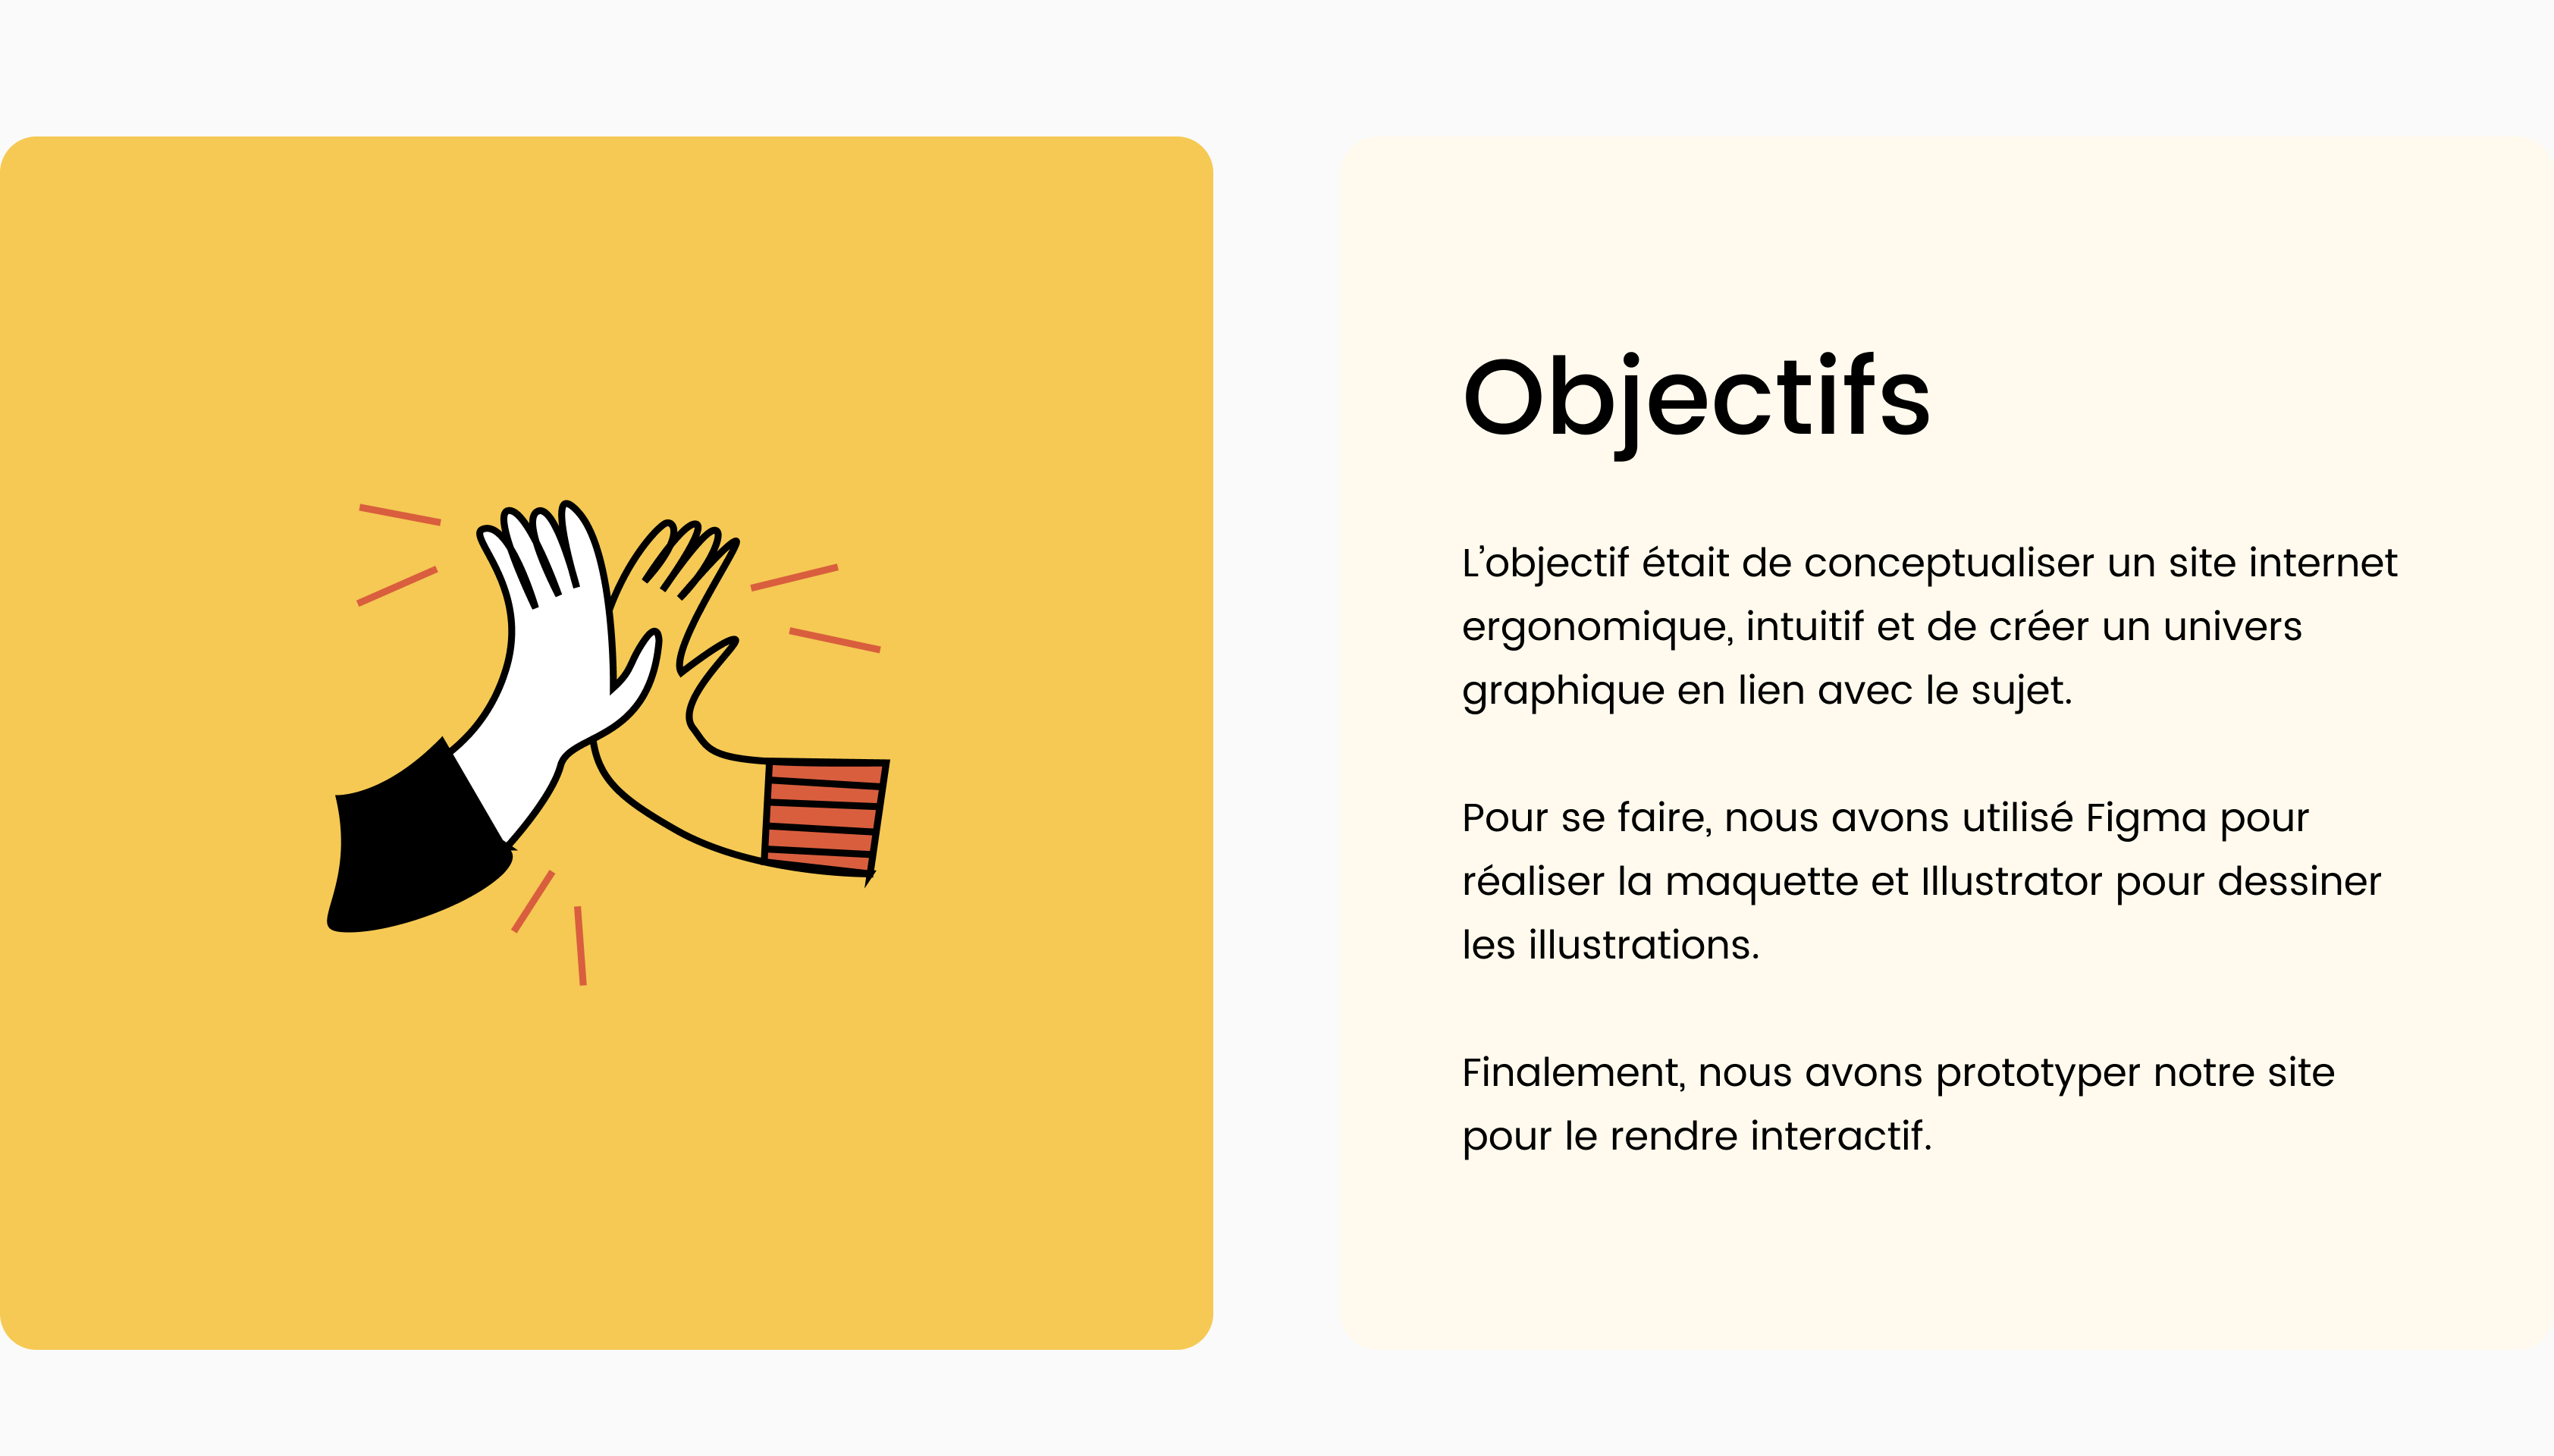 Objectifs
L’objectif était de conceptualiser un site internet
ergonomique, intuitif et de créer un univers
graphique en lien avec le sujet.
Pour se faire, nous avons utilisé Figma pour
réaliser la maquette et Illustrator pour dessiner
les illustrations.
Finalement, nous avons prototyper notre site
pour le rendre interactif.